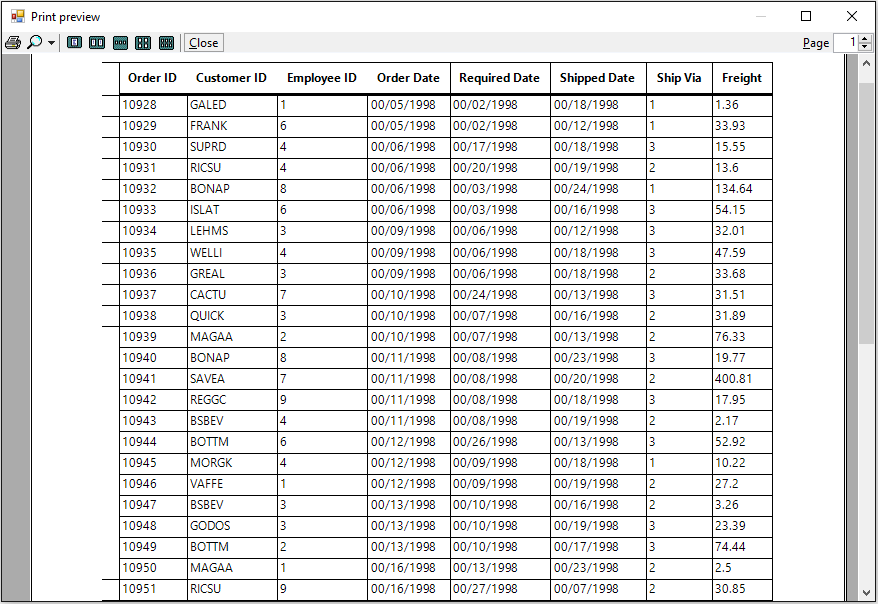 Print preview
Close Page 1
Order ID Customer ID Employee ID Order Date Required Date Shipped Date Ship Via Freight
10928 GALED 1 00/05/1998 00/02/1998 00/18/1998 1 1.36
10929 FRANK 6 00/05/1998 00/02/1998 00/12/1998 1 33.93
10930 SUPRD 4 00/06/1998 00/17/1998 00/18/1998 3 15.55
10931 RICSU 4 00/06/1998 00/20/1998 00/19/1998 2 13.6
10932 BONAP 8 00/06/1998 00/03/1998 00/24/1998 1 134.64
10933 ISLAT 6 00/06/1998 00/03/1998 00/16/1998 3 54.15
10934 LEHMS 3 00/09/1998 00/06/1998 00/12/1998 3 32.01
10935 WELLI 4 00/09/1998 00/06/1998 00/18/1998 3 47.59
10936 GREAL 3 00/09/1998 00/06/1998 00/18/1998 2 33.68
10937 CACTU 7 00/10/1998 00/24/1998 00/13/1998 3 31.51
10938 QUICK 3 00/10/1998 00/07/1998 00/16/1998 2 31.89
10939 MAGAA 2 00/10/1998 00/07/1998 00/13/1998 2 76.33
10940 BONAP 8 00/11/1998 00/08/1998 00/23/1998 3 19.77
10941 SAVEA 7 00/11/1998 00/08/1998 00/20/1998 2 400.81
10942 REGGC 9 00/11/1998 00/08/1998 00/18/1998 3 17.95
10943 BSBEV 4 00/11/1998 00/08/1998 00/19/1998 2 2.17
10944 BOTTM 6 00/12/1998 00/26/1998 00/13/1998 3 52.92
10945 MORGK 4 00/12/1998 00/09/1998 00/18/1998 1 10.22
10946 VAFFE 1 00/12/1998 00/09/1998 00/19/1998 2 27.2
10947 BSBEV 3 00/13/1998 00/10/1998 00/16/1998 2 3.26
10948 GODOS 3 00/13/1998 00/10/1998 00/19/1998 3 23.39
10949 BOTTM 2 00/13/1998 00/10/1998 00/17/1998 3 74.44
10950 MAGAA 1 00/16/1998 00/13/1998 00/23/1998 2 2.5
10951 RICSU 9 00/16/1998 00/27/1998 00/07/1998 2 30.85